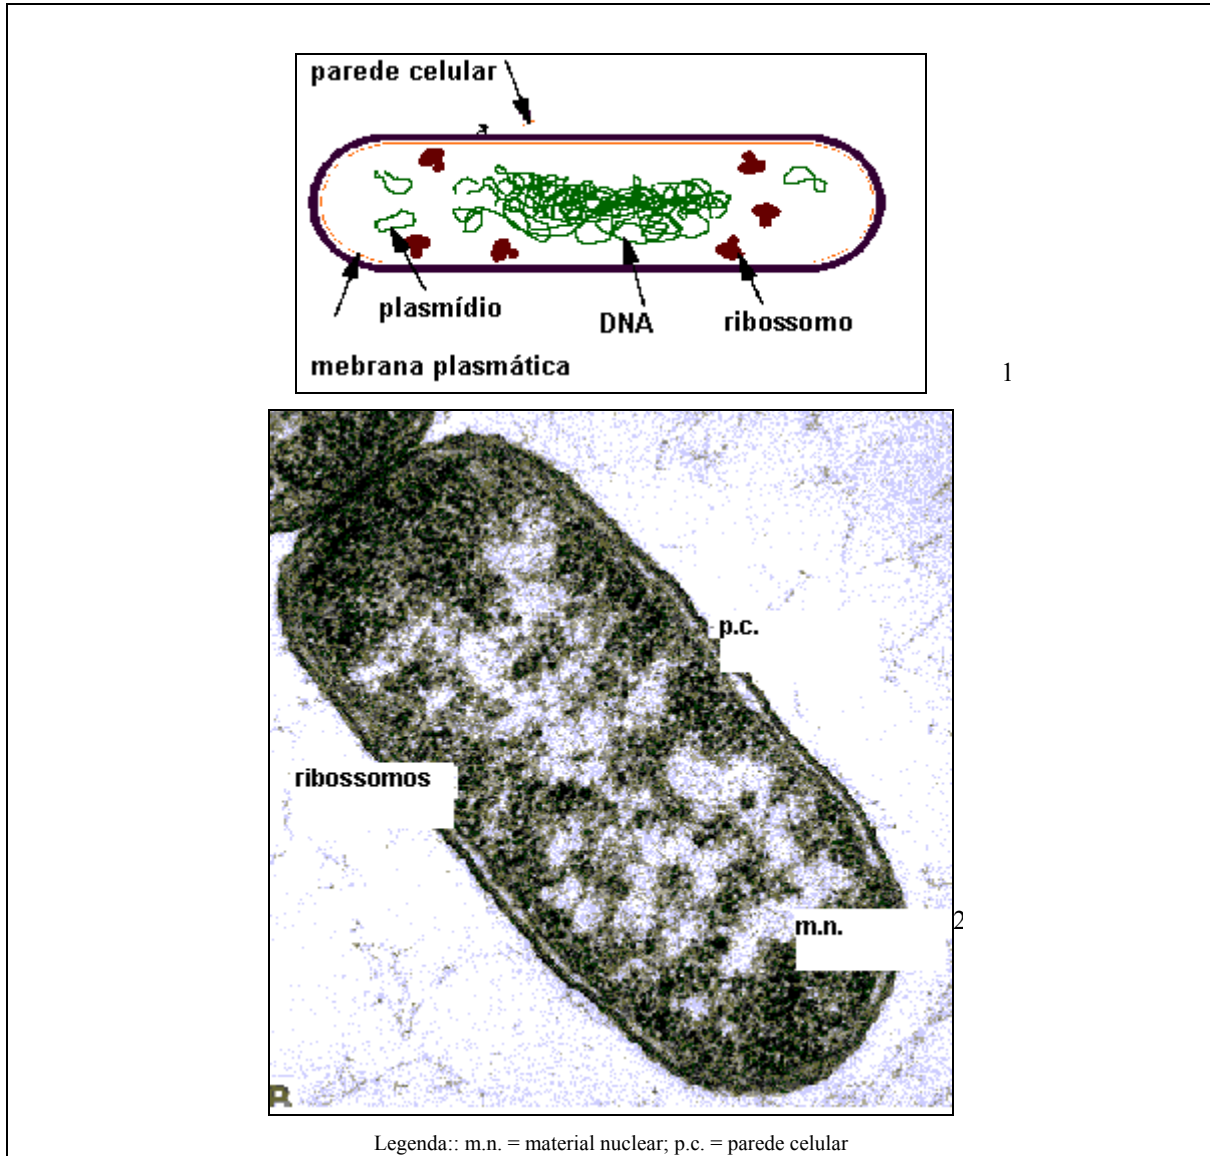 parede celular
plasmídio
DNA
ribossomo
mebrana plasmática
1
p.c.
ribossomos
m.n.
2
Legenda:: m.n. = material nuclear; p.c. = parede celular